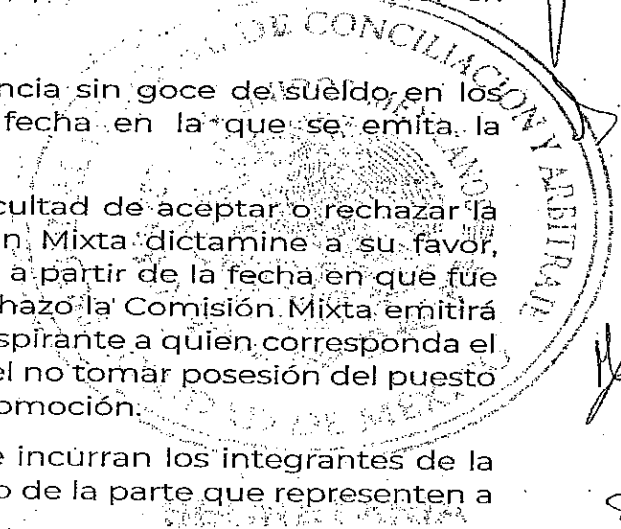 ncia sin goce de sueldo en los
fecha en la que se emita la
cultad de aceptar o rechazar la
n Mixta dictamine a su favor,
a partir de la fecha en que fue
hazo la Comisión Mixta emitirá
spirante a quien corresponda el
el no tomar posesión del puesto
omoción.
e incurran los integrantes de la
o de la parte que representen a
DE CONCILIACION Y ARBITRAJE